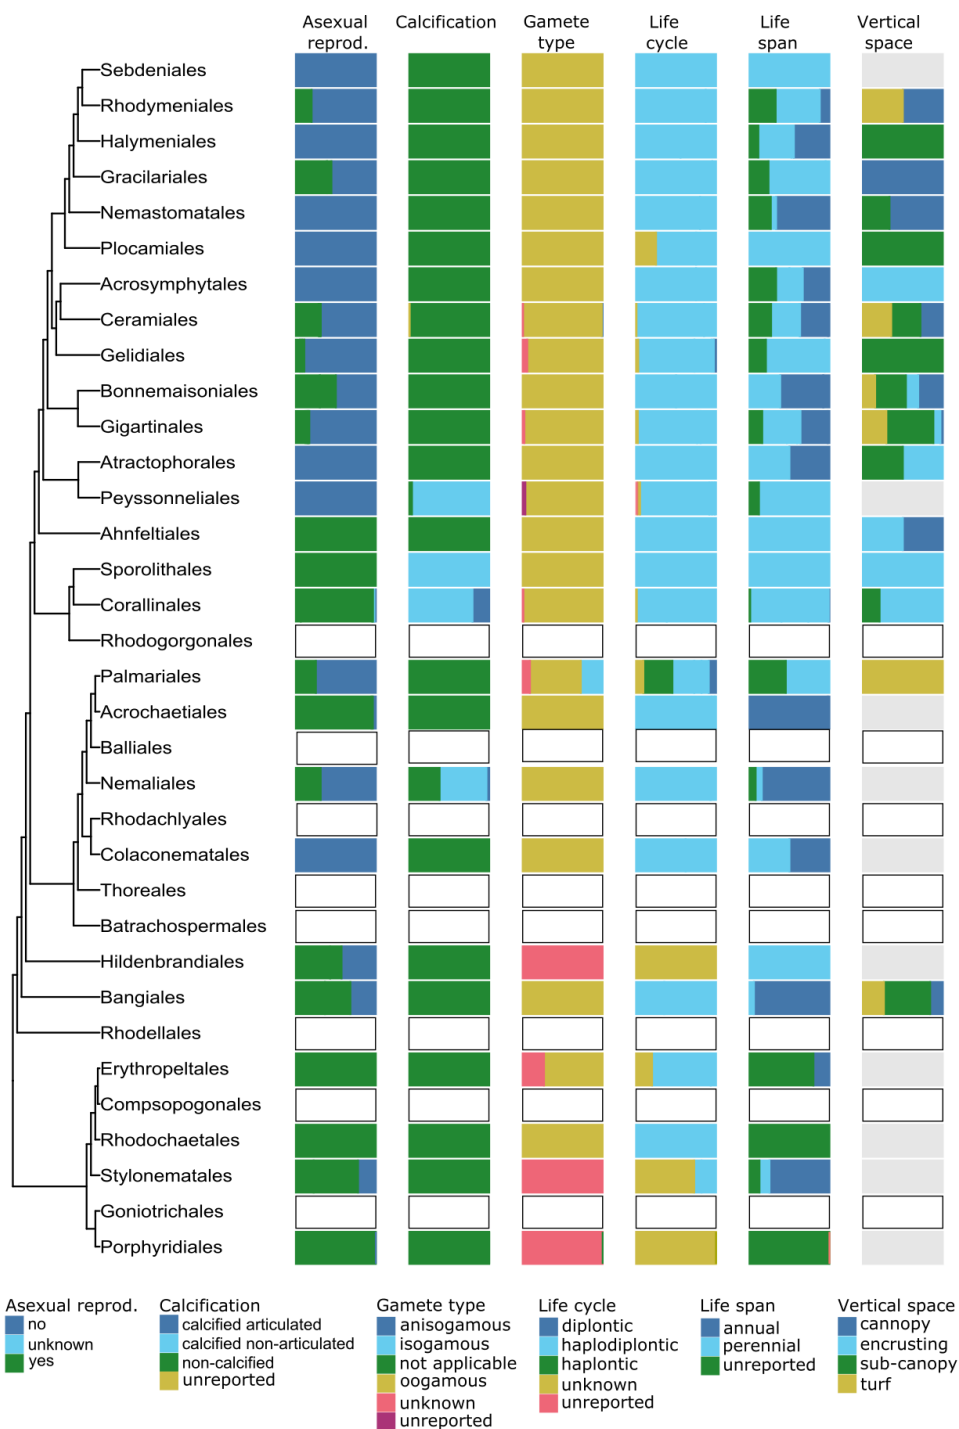 Asexual reprod. Calcification Gamete type Life cycle Life span Vertical space
Sebdeniales
Rhodymeniales
Halymeniales
Gracilariales
Nemastomatales
Plocamiales
Acrosymphytales
Ceramiales
Gelidiales
Bonnemaisoniales
Gigartinales
Atractophorales
Peyssonneliales
Ahnfeltiales
Sporolithales
Corallinales
Rhodogorgonales
Palmariales
Acrochaetiales
Balliales
Nemaliales
Rhodachlyales
Colaconematales
Thoreales
Batrachospermales
Hildenbrandiales
Bangiales
Rhodellales
Erythropeltales
Compsopogonales
Rhodochaetales
Stylonematales
Goniotrichales
Porphyridiales
Asexual reprod.
no
unknown
yes
Calcification
calcified articulated
calcified non-articulated
non-calcified
unreported
Gamete type
anisogamous
isogamous
not applicable
oogamous
unknown
unreported
Life cycle
diplontic
haplodiplontic
haplontic
unknown
unreported
Life span
annual
perennial
unreported
Vertical space
cannopy
encrusting
sub-canopy
turf